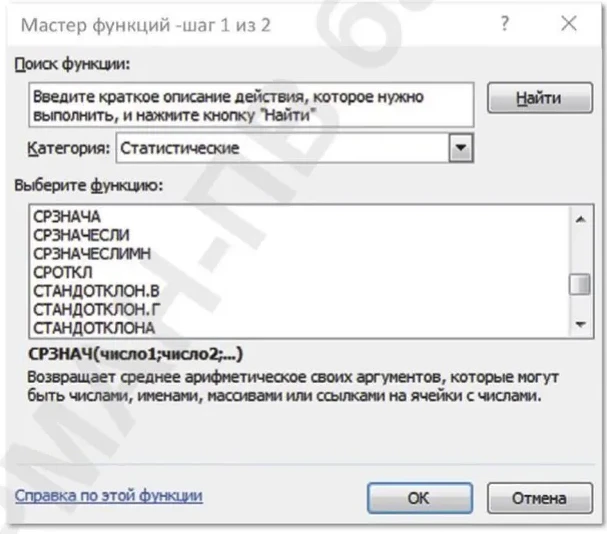 Мастер функций -шаг 1 из 2 ? ×
Поиск функции:
Введите краткое описание действия, которое нужно
выполнить, и нажмите кнопку "Найти"
Найти
Категория: Статистические
Выберите функцию:
СРЗНАЧА
СРЗНАЧЕСЛИ
СРЗНАЧЕСЛИМН
СРОТКЛ
СТАНДОТКЛОН.В
СТАНДОТКЛОН.Г
СТАНДОТКЛОНА
СРЗНАЧ(число1;число2;...)
Возвращает среднее арифметическое своих аргументов, которые могут
быть числами, именами, массивами или ссылками на ячейки с числами.
Справка по этой функции
ОК
Отмена